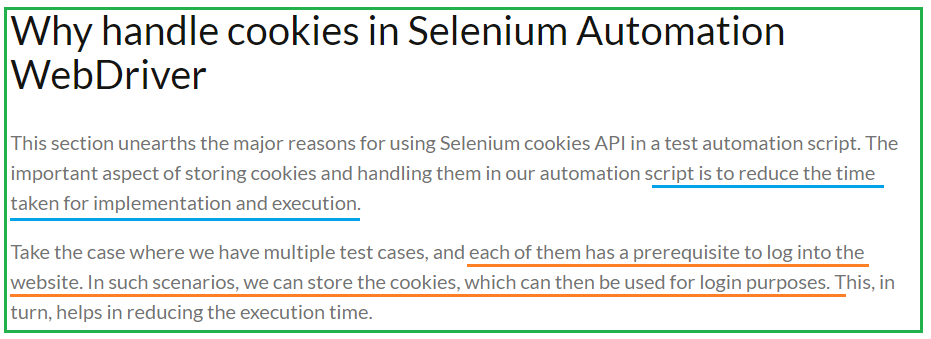 Why handle cookies in Selenium Automation
WebDriver
This section unearths the major reasons for using Selenium cookies API in a test automation script. The
important aspect of storing cookies and handling them in our automation script is to reduce the time
taken for implementation and execution.
Take the case where we have multiple test cases, and each of them has a prerequisite to log into the
website. In such scenarios, we can store the cookies, which can then be used for login purposes. This, in
turn, helps in reducing the execution time.